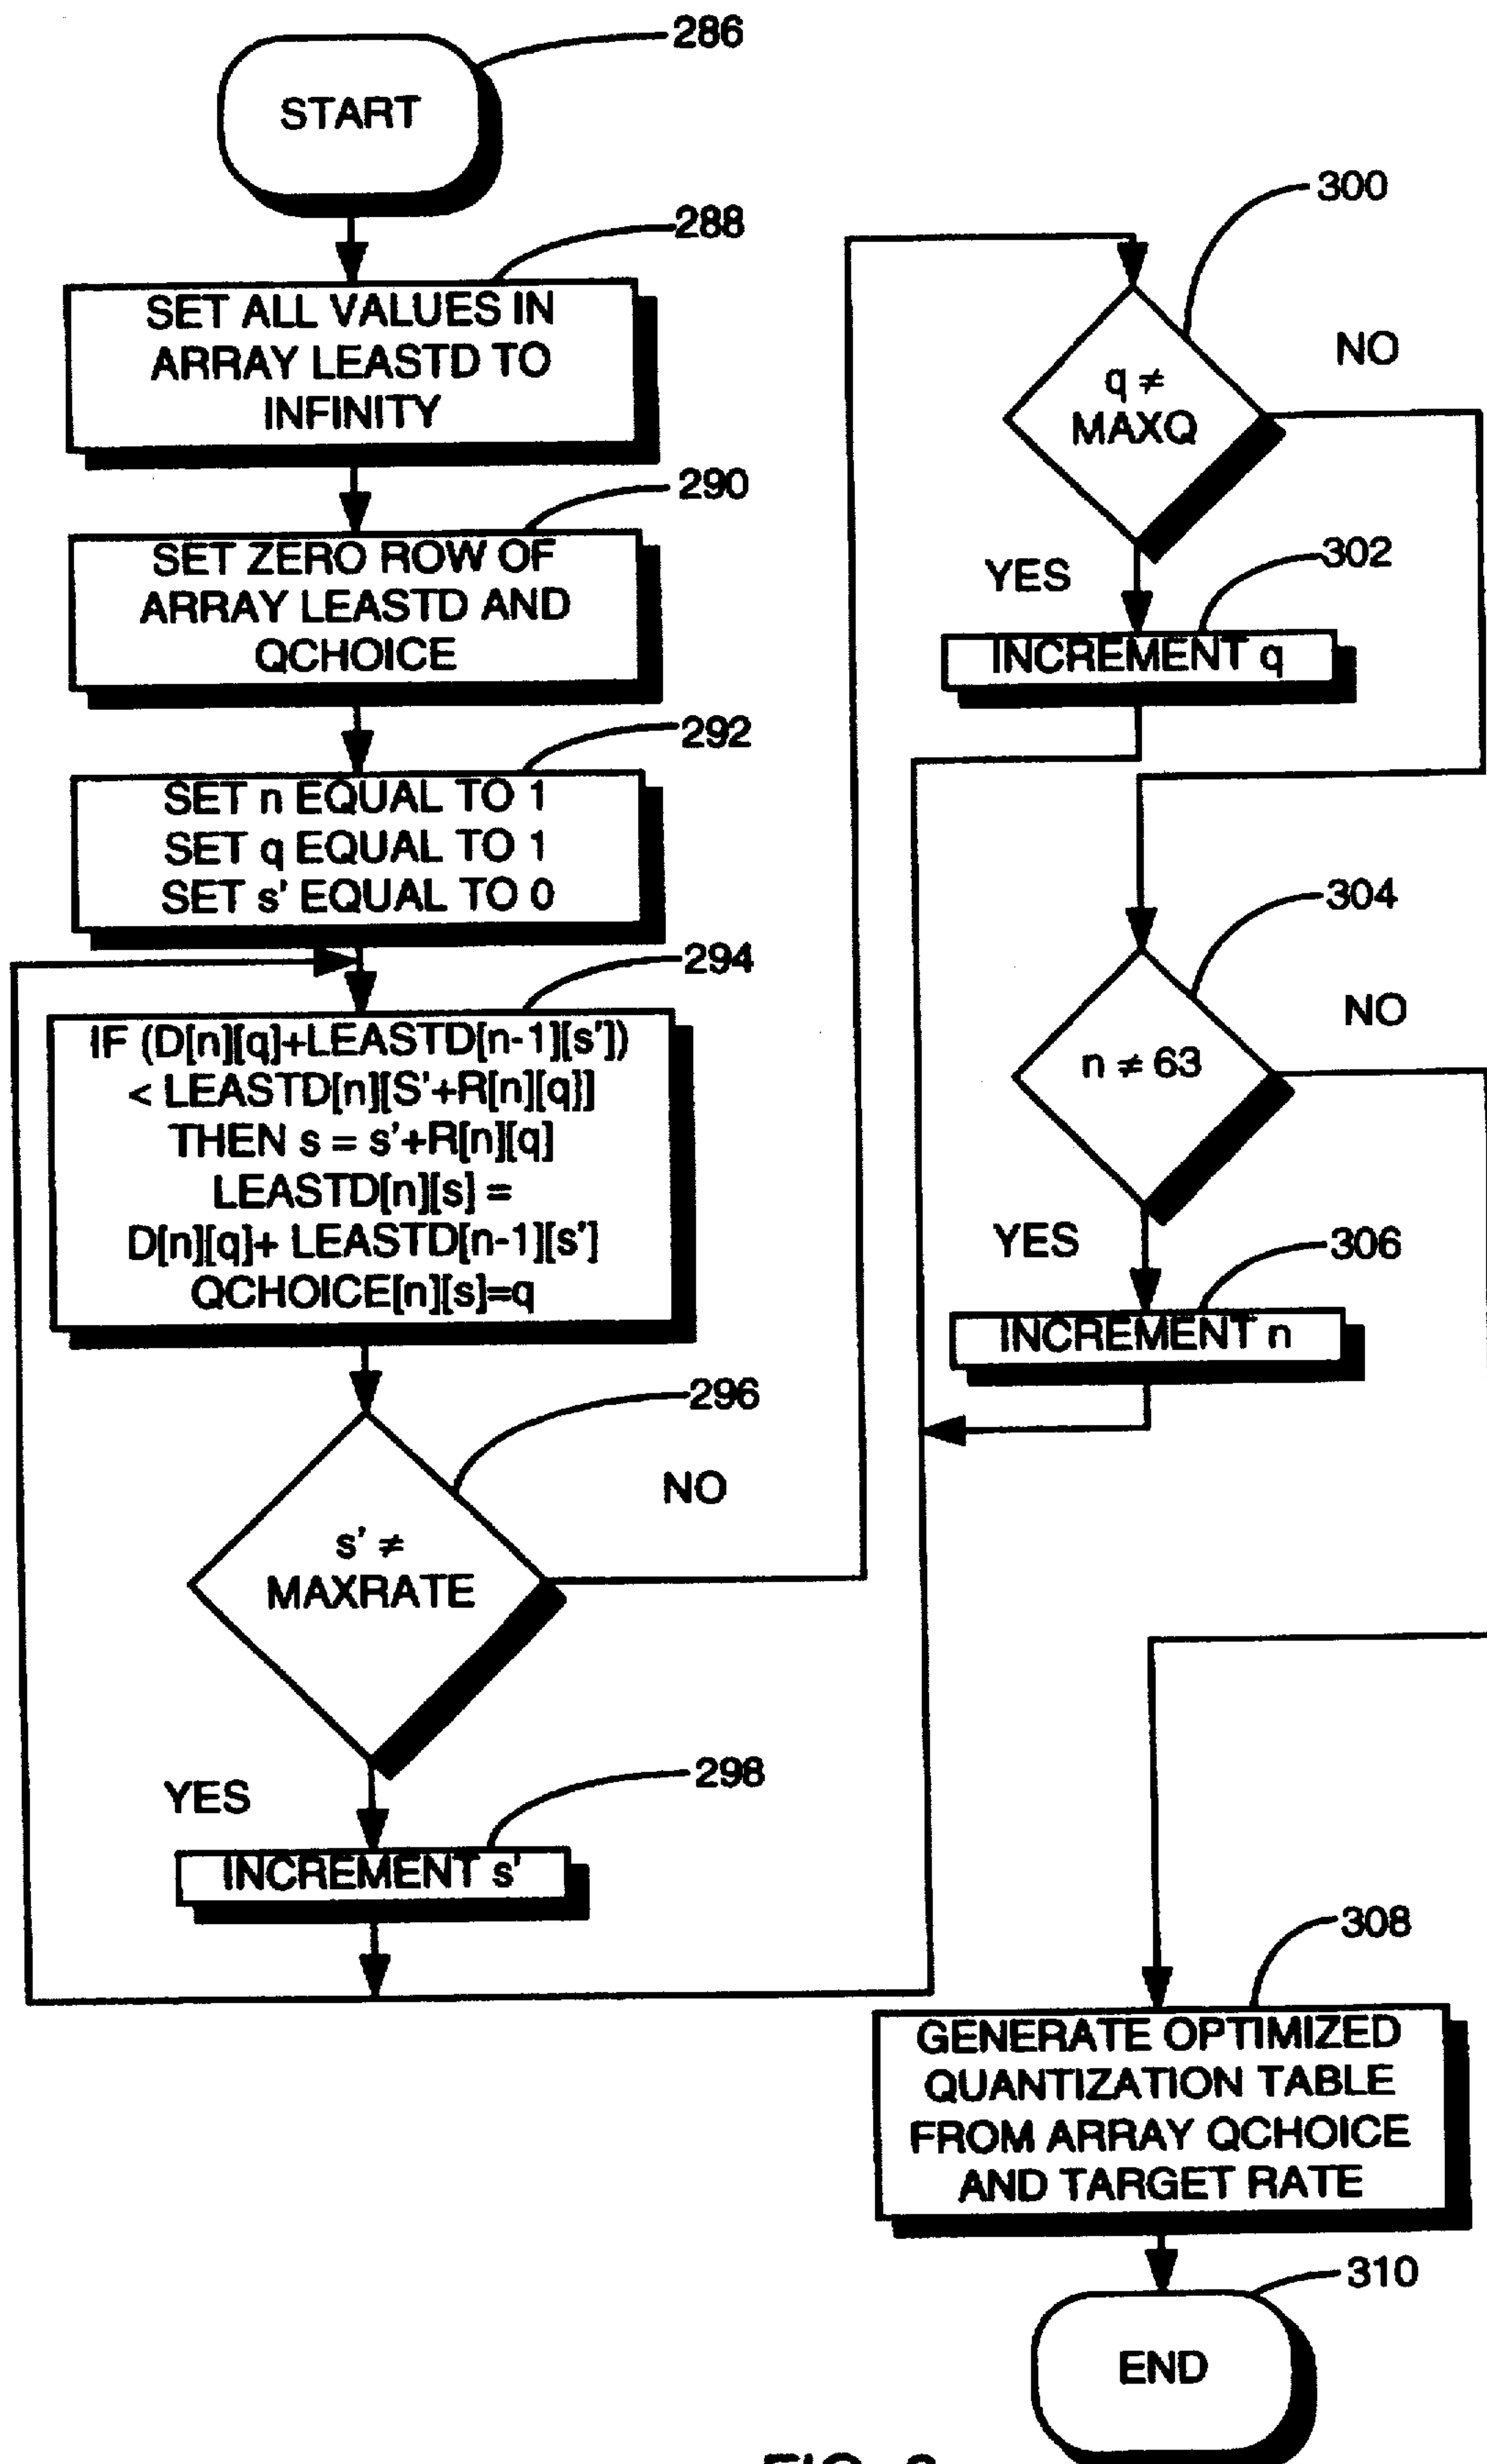 286
START
288
SET ALL VALUES IN
ARRAY LEASTD TO
INFINITY
290
SET ZERO ROW OF
ARRAY LEASTD AND
QCHOICE
292
SET n EQUAL TO 1
SET q EQUAL TO 1
SET s' EQUAL TO 0
294
IF (D[n][q]+LEASTD[n-1][s'])
< LEASTD[n][S'+R[n][q]]
THEN s = s'+R[n][q]
LEASTD[n][s] =
D[n][q]+ LEASTD[n-1][s']
QCHOICE[n][s]=q
296
NO
s' ≠
MAXRATE
YES
298
INCREMENT s'
300
NO
q ≠
MAXQ
YES
302
INCREMENT q
304
NO
n ≠ 63
YES
306
INCREMENT n
308
GENERATE OPTIMIZED
QUANTIZATION TABLE
FROM ARRAY QCHOICE
AND TARGET RATE
310
END
FIG.